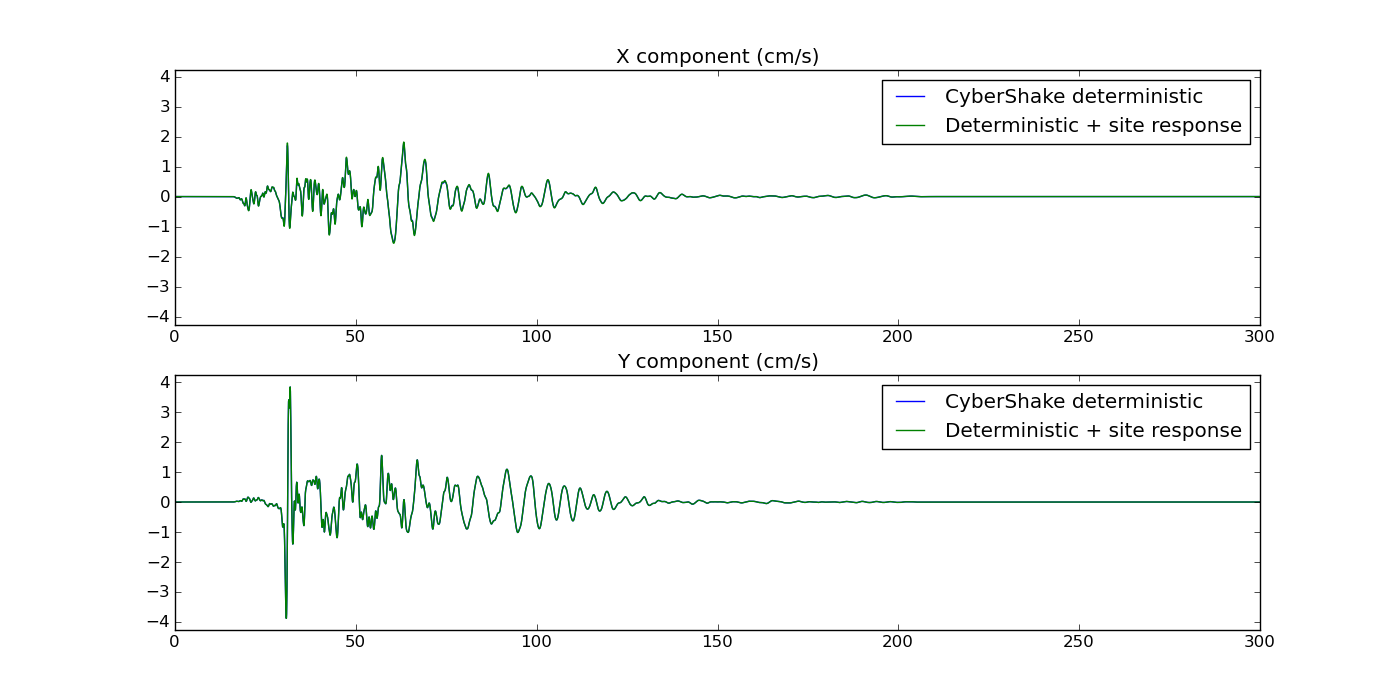 X component (cm/s)
4
3
2
1
0
−1
−2
−3
−4
CyberShake deterministic
Deterministic + site response
0 50 100 150 200 250 300
Y component (cm/s)
4
3
2
1
0
−1
−2
−3
−4
CyberShake deterministic
Deterministic + site response
0 50 100 150 200 250 300